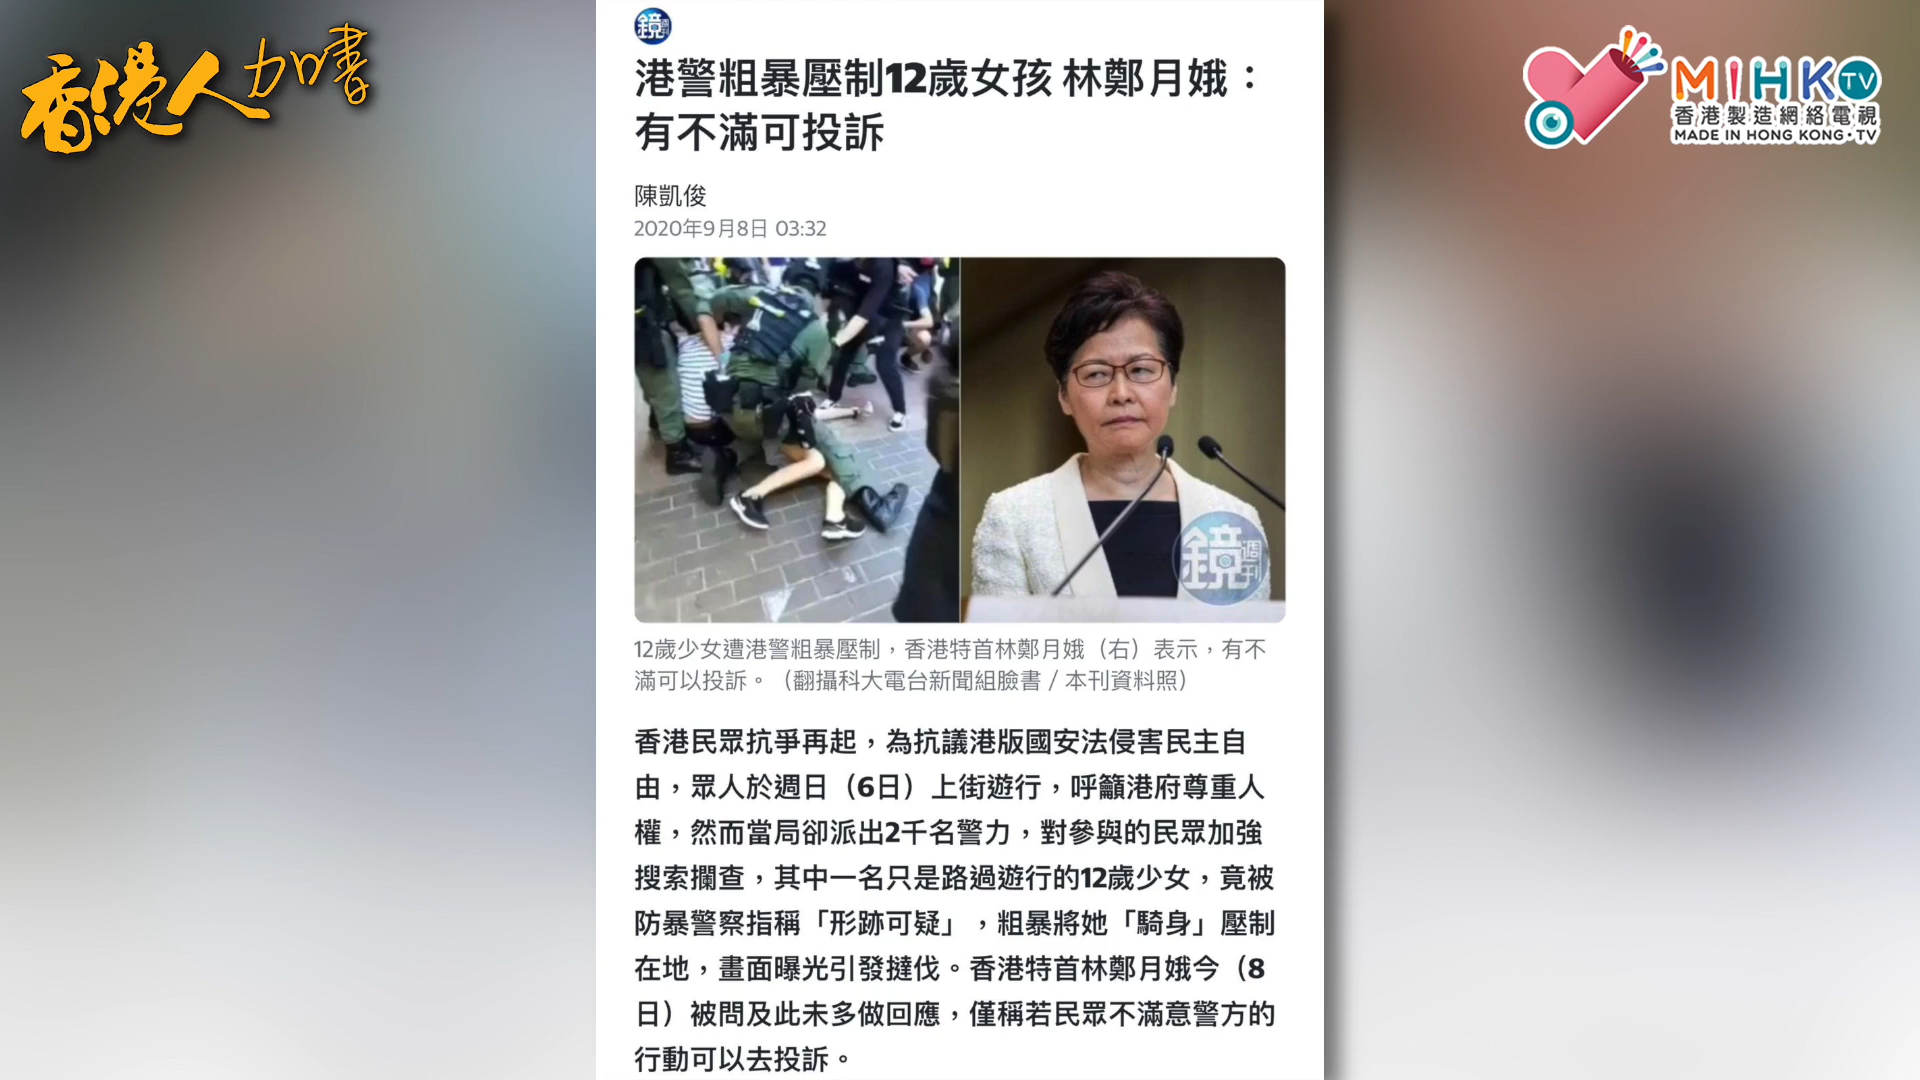 香港人加書
MIHK TV
香港製造網絡電視
MADE IN HONG KONG · TV
鏡週刊
港警粗暴壓制12歲女孩 林鄭月娥：
有不滿可投訴
陳凱俊
2020年9月8日 03:32
鏡週刊
12歲少女遭港警粗暴壓制，香港特首林鄭月娥（右）表示，有不
滿可以投訴。（翻攝科大電台新聞組臉書 / 本刊資料照）
香港民眾抗爭再起，為抗議港版國安法侵害民主自
由，眾人於週日（6日）上街遊行，呼籲港府尊重人
權，然而當局卻派出2千名警力，對參與的民眾加強
搜索攔查，其中一名只是路過遊行的12歲少女，竟被
防暴警察指稱「形跡可疑」，粗暴將她「騎身」壓制
在地，畫面曝光引發撻伐。香港特首林鄭月娥今（8
日）被問及此未多做回應，僅稱若民眾不滿意警方的
行動可以去投訴。